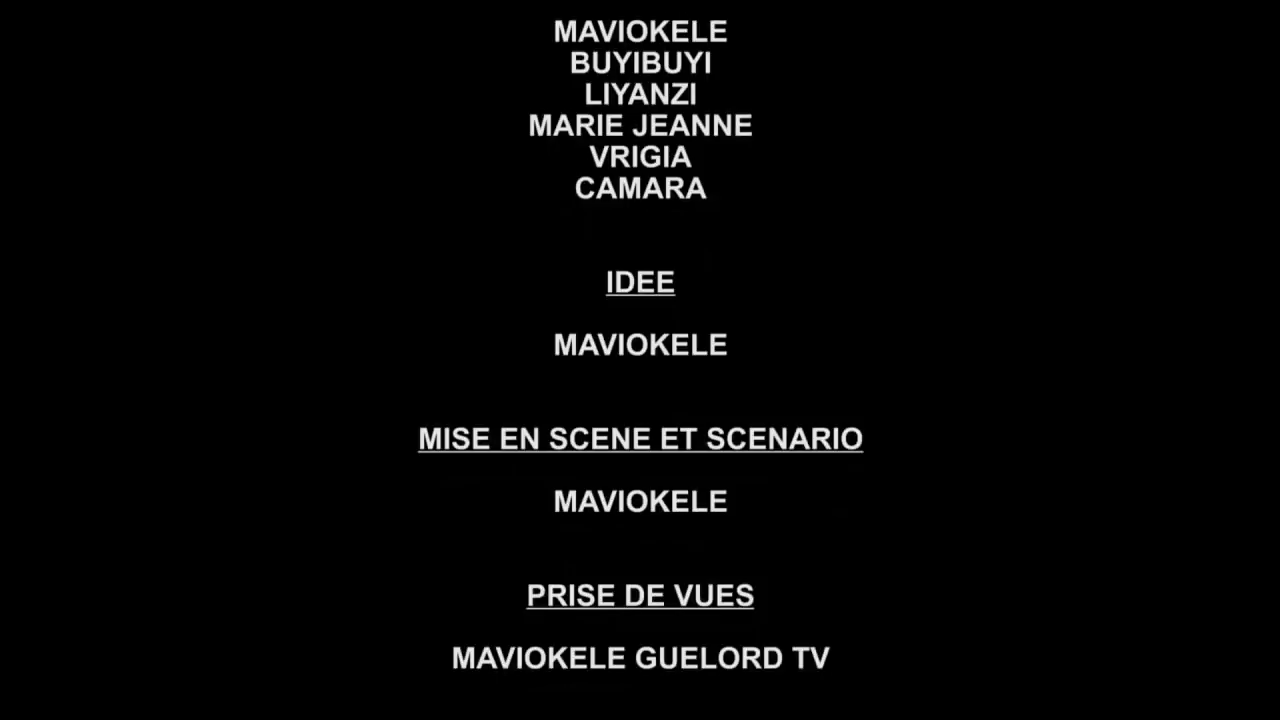 MAVIOKELE
BUYIBUYI
LIYANZI
MARIE JEANNE
VRIGIA
CAMARA
IDEE
MAVIOKELE
MISE EN SCENE ET SCENARIO
MAVIOKELE
PRISE DE VUES
MAVIOKELE GUELORD TV